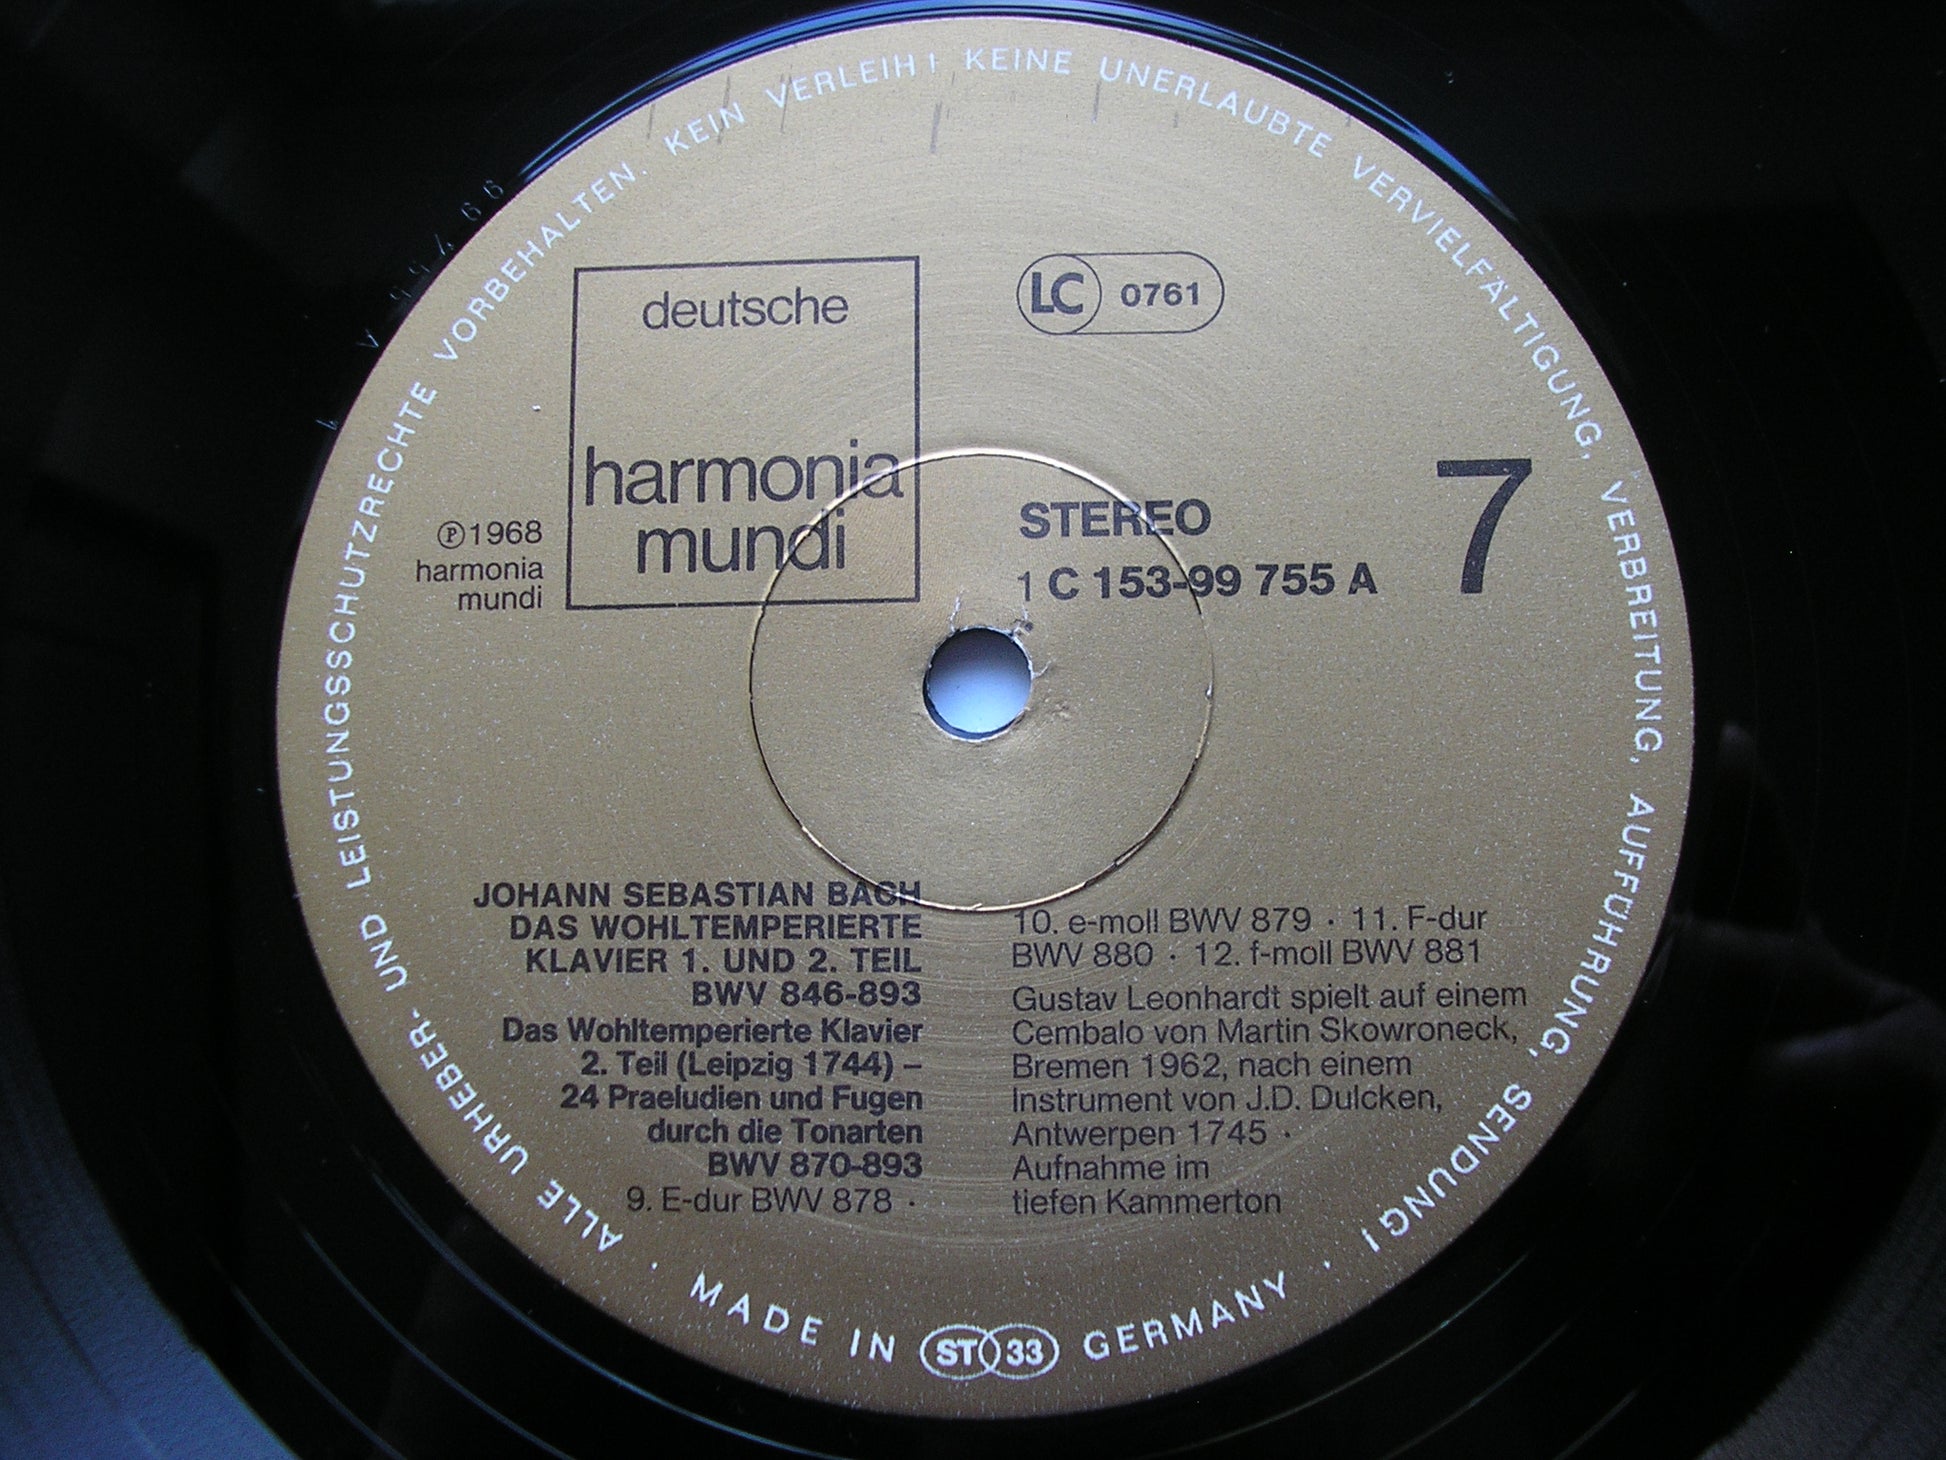 ALLE URHEBER- UND LEISTUNGSSCHUTZRECHTE VORBEHALTEN. KEIN VERLEIH! KEINE UNERLAUBTE VERVIELFÄLTIGUNG, VERBREITUNG, AUFFÜHRUNG, SENDUNG!
deutsche
harmonia
mundi
LC 0761
℗1968
harmonia
mundi
STEREO
1 C 153-99 755 A
7
JOHANN SEBASTIAN BACH
DAS WOHLTEMPERIERTE
KLAVIER 1. UND 2. TEIL
BWV 846-893
Das Wohltemperierte Klavier
2. Teil (Leipzig 1744) –
24 Praeludien und Fugen
durch die Tonarten
BWV 870-893
9. E-dur BWV 878 ·
10. e-moll BWV 879 · 11. F-dur
BWV 880 · 12. f-moll BWV 881
Gustav Leonhardt spielt auf einem
Cembalo von Martin Skowroneck,
Bremen 1962, nach einem
Instrument von J.D. Dulcken,
Antwerpen 1745 ·
Aufnahme im
tiefen Kammerton
· MADE IN ST 33 GERMANY ·